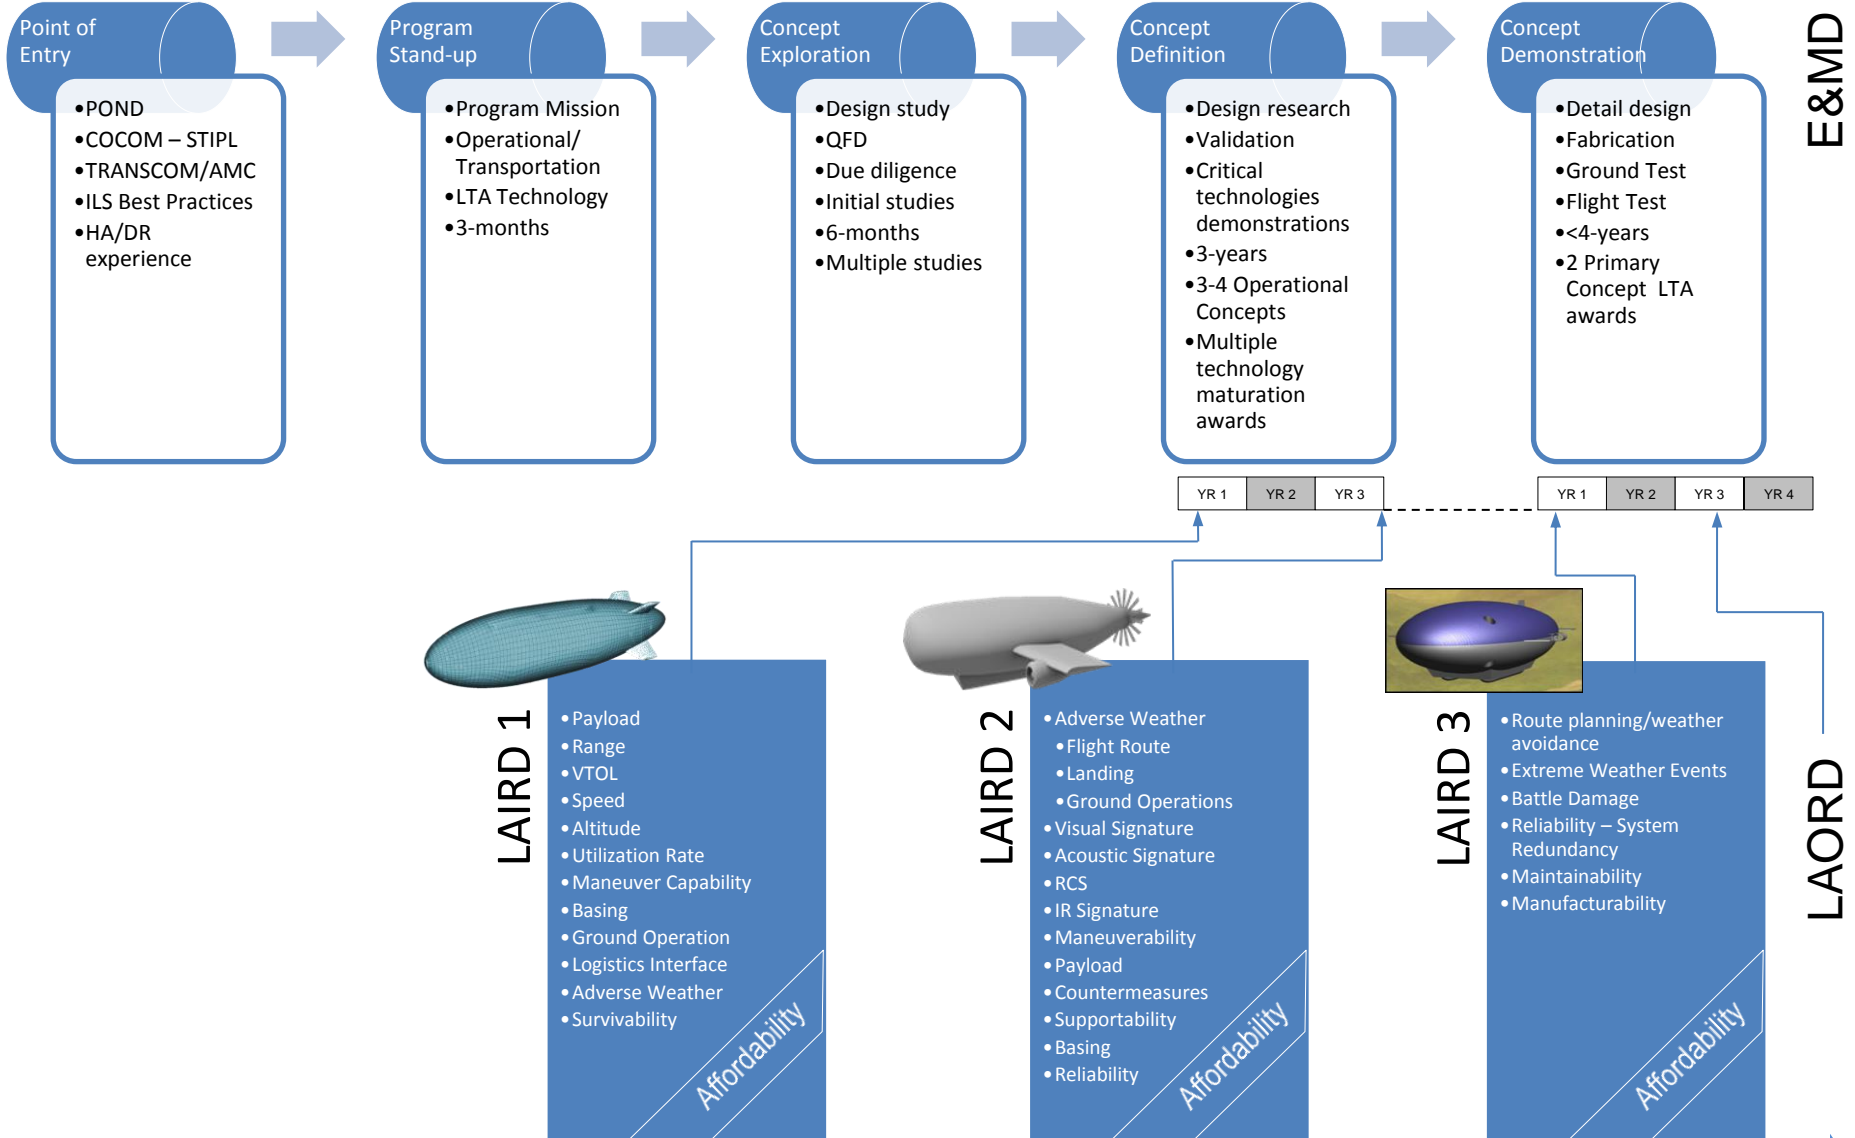 Point of
Entry
•POND
•COCOM – STIPL
•TRANSCOM/AMC
•ILS Best Practices
•HA/DR
experience
Program
Stand-up
•Program Mission
•Operational/
Transportation
•LTA Technology
•3-months
Concept
Exploration
•Design study
•QFD
•Due diligence
•Initial studies
•6-months
•Multiple studies
Concept
Definition
•Design research
•Validation
•Critical
technologies
demonstrations
•3-years
•3-4 Operational
Concepts
•Multiple
technology
maturation
awards
Concept
Demonstration
•Detail design
•Fabrication
•Ground Test
•Flight Test
•<4-years
•2 Primary
Concept LTA
awards
E&MD
YR 1 YR 2 YR 3
YR 1 YR 2 YR 3 YR 4
LAIRD 1
•Payload
•Range
•VTOL
•Speed
•Altitude
•Utilization Rate
•Maneuver Capability
•Basing
•Ground Operation
•Logistics Interface
•Adverse Weather
•Survivability
Affordability
LAIRD 2
•Adverse Weather
•Flight Route
•Landing
•Ground Operations
•Visual Signature
•Acoustic Signature
•RCS
•IR Signature
•Maneuverability
•Payload
•Countermeasures
•Supportability
•Basing
•Reliability
Affordability
LAIRD 3
•Route planning/weather
avoidance
•Extreme Weather Events
•Battle Damage
•Reliability – System
Redundancy
•Maintainability
•Manufacturability
Affordability
LAORD